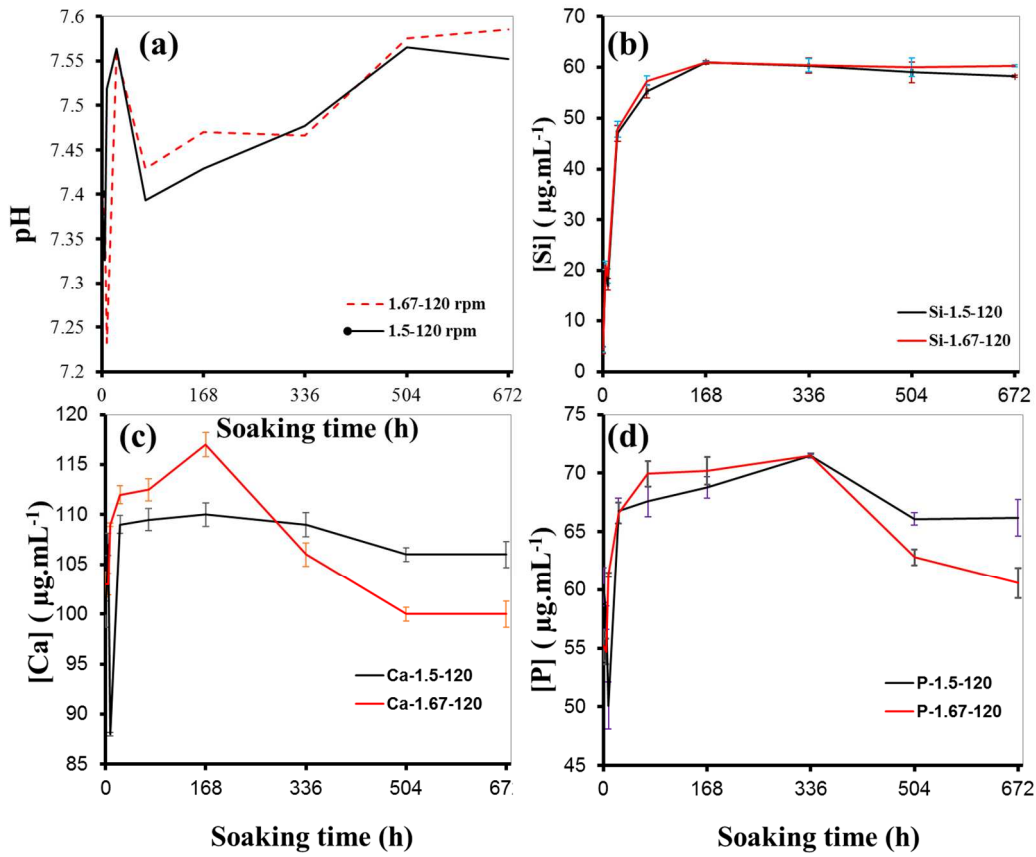 (a)
7.6
7.55
7.5
7.45
7.4
7.35
7.3
7.25
7.2
pH
1.67-120 rpm
1.5-120 rpm
0 168 336 504 672
Soaking time (h)
(b)
70
60
50
40
30
20
10
0
[Si] ( µg.mL-1)
Si-1.5-120
Si-1.67-120
0 168 336 504 672
(c)
120
115
110
105
100
95
90
85
[Ca] ( µg.mL-1)
Ca-1.5-120
Ca-1.67-120
0 168 336 504 67
Soaking time (h)
(d)
75
70
65
60
55
50
45
[P] ( µg.mL-1)
P-1.5-120
P-1.67-120
0 168 336 504 672
Soaking time (h)